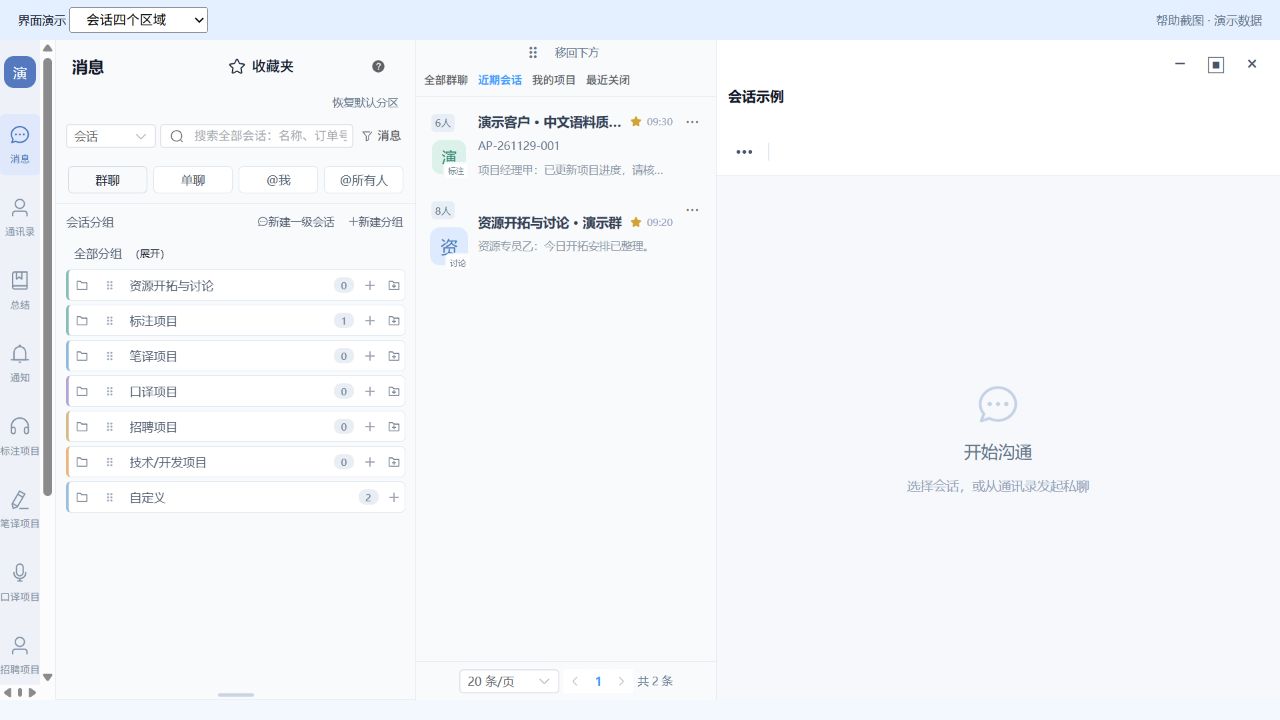 界面演示 会话四个区域
帮助截图 · 演示数据
演
消息
通讯录
总结
通知
标注项目
笔译项目
口译项目
招聘项目
消息
收藏夹
恢复默认分区
会话
搜索全部会话：名称、订单号
消息
群聊 单聊 @我 @所有人
会话分组 新建一级会话 新建分组
全部分组 （展开）
资源开拓与讨论 0
标注项目 1
笔译项目 0
口译项目 0
招聘项目 0
技术/开发项目 0
自定义 2
移回下方
全部群聊 近期会话 我的项目 最近关闭
6人 演示客户·中文语料质... 09:30
演 标注
AP-261129-001
项目经理甲：已更新项目进度，请核...
8人
资源开拓与讨论·演示群 09:20
资 讨论
资源专员乙：今日开拓安排已整理。
20 条/页 1 共 2 条
会话示例
开始沟通
选择会话，或从通讯录发起私聊